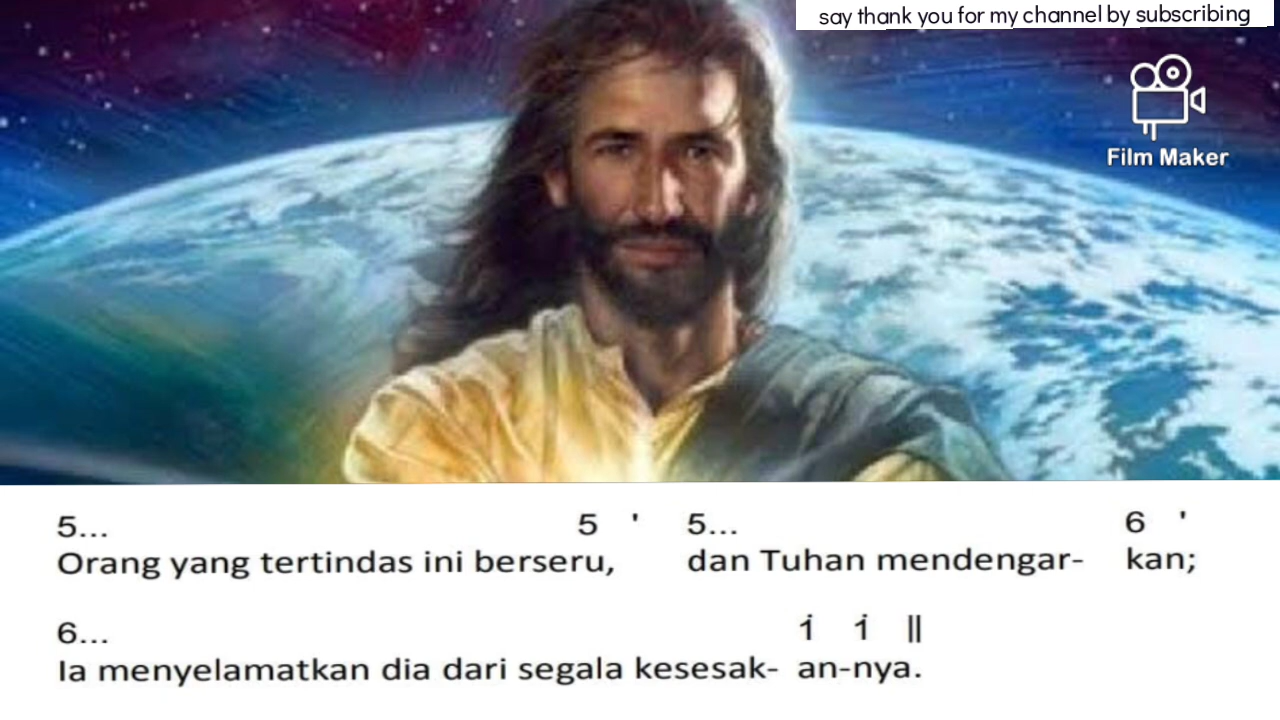 say thank you for my channel by subscribing
Film Maker
5... 5 ' 5... 6 '
Orang yang tertindas ini berseru, dan Tuhan mendengar- kan;
6... i i ||
Ia menyelamatkan dia dari segala kesesak- an-nya.